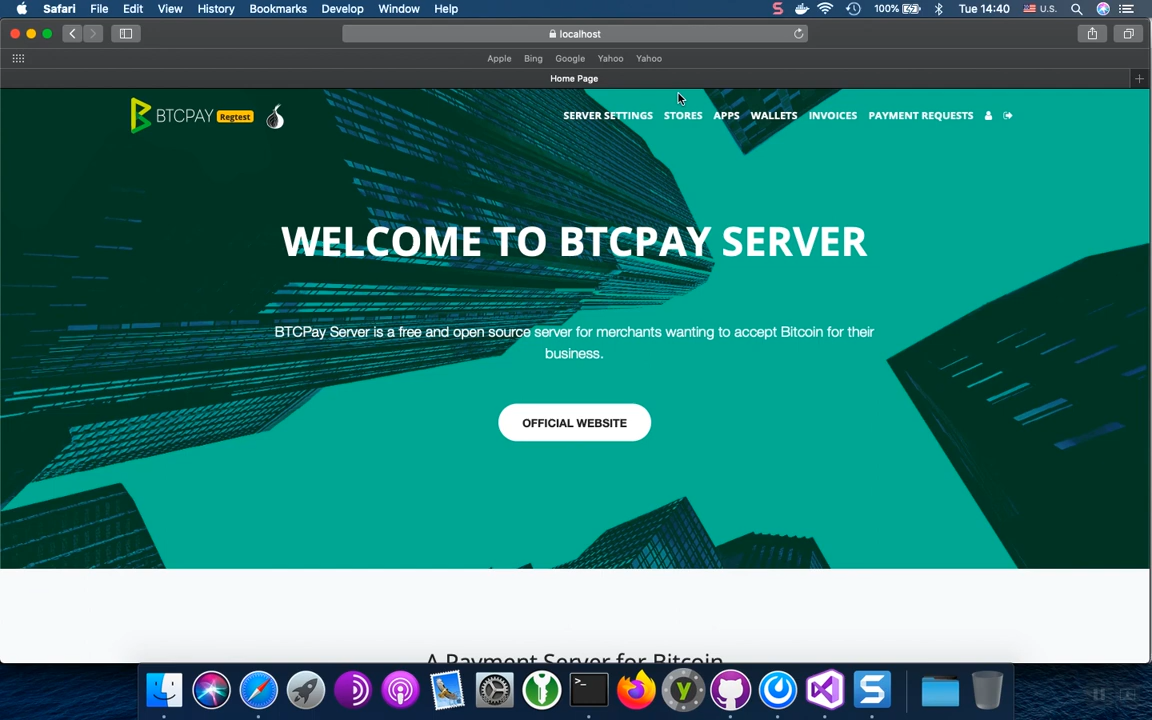 Safari File Edit View History Bookmarks Develop Window Help
S 100% Tue 14:40 U.S.
localhost
Apple Bing Google Yahoo Yahoo
Home Page
BTCPAY Regtest
SERVER SETTINGS STORES APPS WALLETS INVOICES PAYMENT REQUESTS
WELCOME TO BTCPAY SERVER
BTCPay Server is a free and open source server for merchants wanting to accept Bitcoin for their
business.
OFFICIAL WEBSITE
A Payment Server for Bitcoin
>_ y S